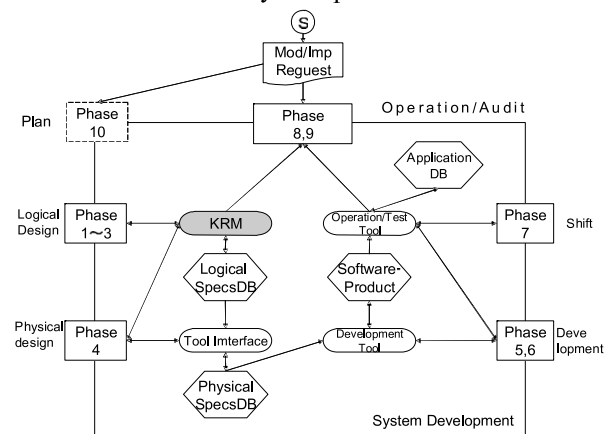 S
Mod/Imp
Reguest
Operation/Audit
Plan
Phase
10
Phase
8,9
Application
DB
Logical
Design
Phase
1～3
KRM
Operation/Test
Tool
Phase
7
Shift
Logical
SpecsDB
Software-
Product
Physical
design
Phase
4
Tool Imterface
Development
Tool
Phase
5,6
Deve
lopment
Physical
SpecsDB
System Development